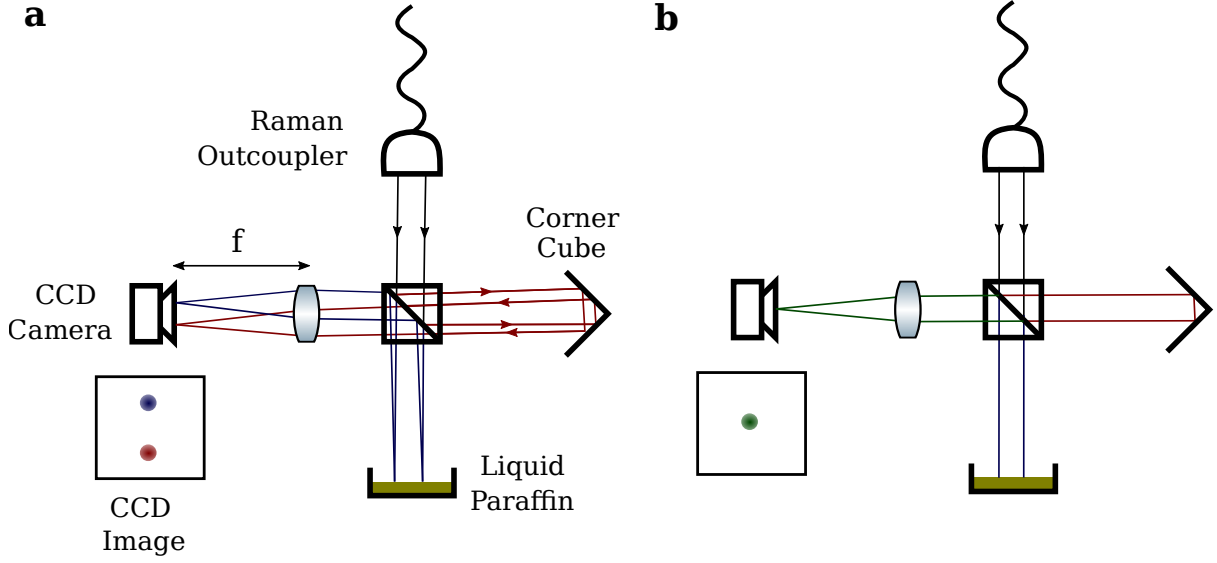 a
Raman
Outcoupler
f
Corner
Cube
CCD
Camera
Liquid
Paraffin
CCD
Image
b